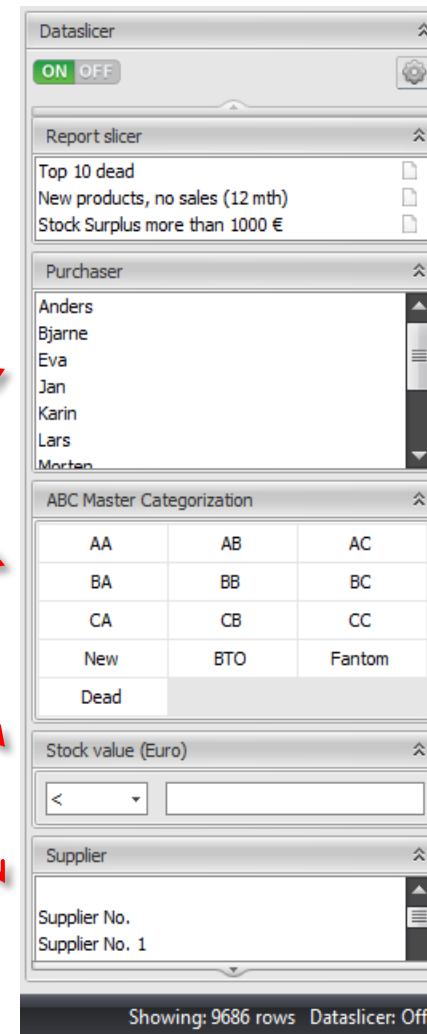 Dataslicer
ON OFF
Report slicer
Top 10 dead
New products, no sales (12 mth)
Stock Surplus more than 1000 €
Purchaser
Anders
Bjarne
Eva
Jan
Karin
Lars
Morten
ABC Master Categorization
AA AB AC
BA BB BC
CA CB CC
New BTO Fantom
Dead
Stock value (Euro)
<
Supplier
Supplier No.
Supplier No. 1
Showing: 9686 rows Dataslicer: Off